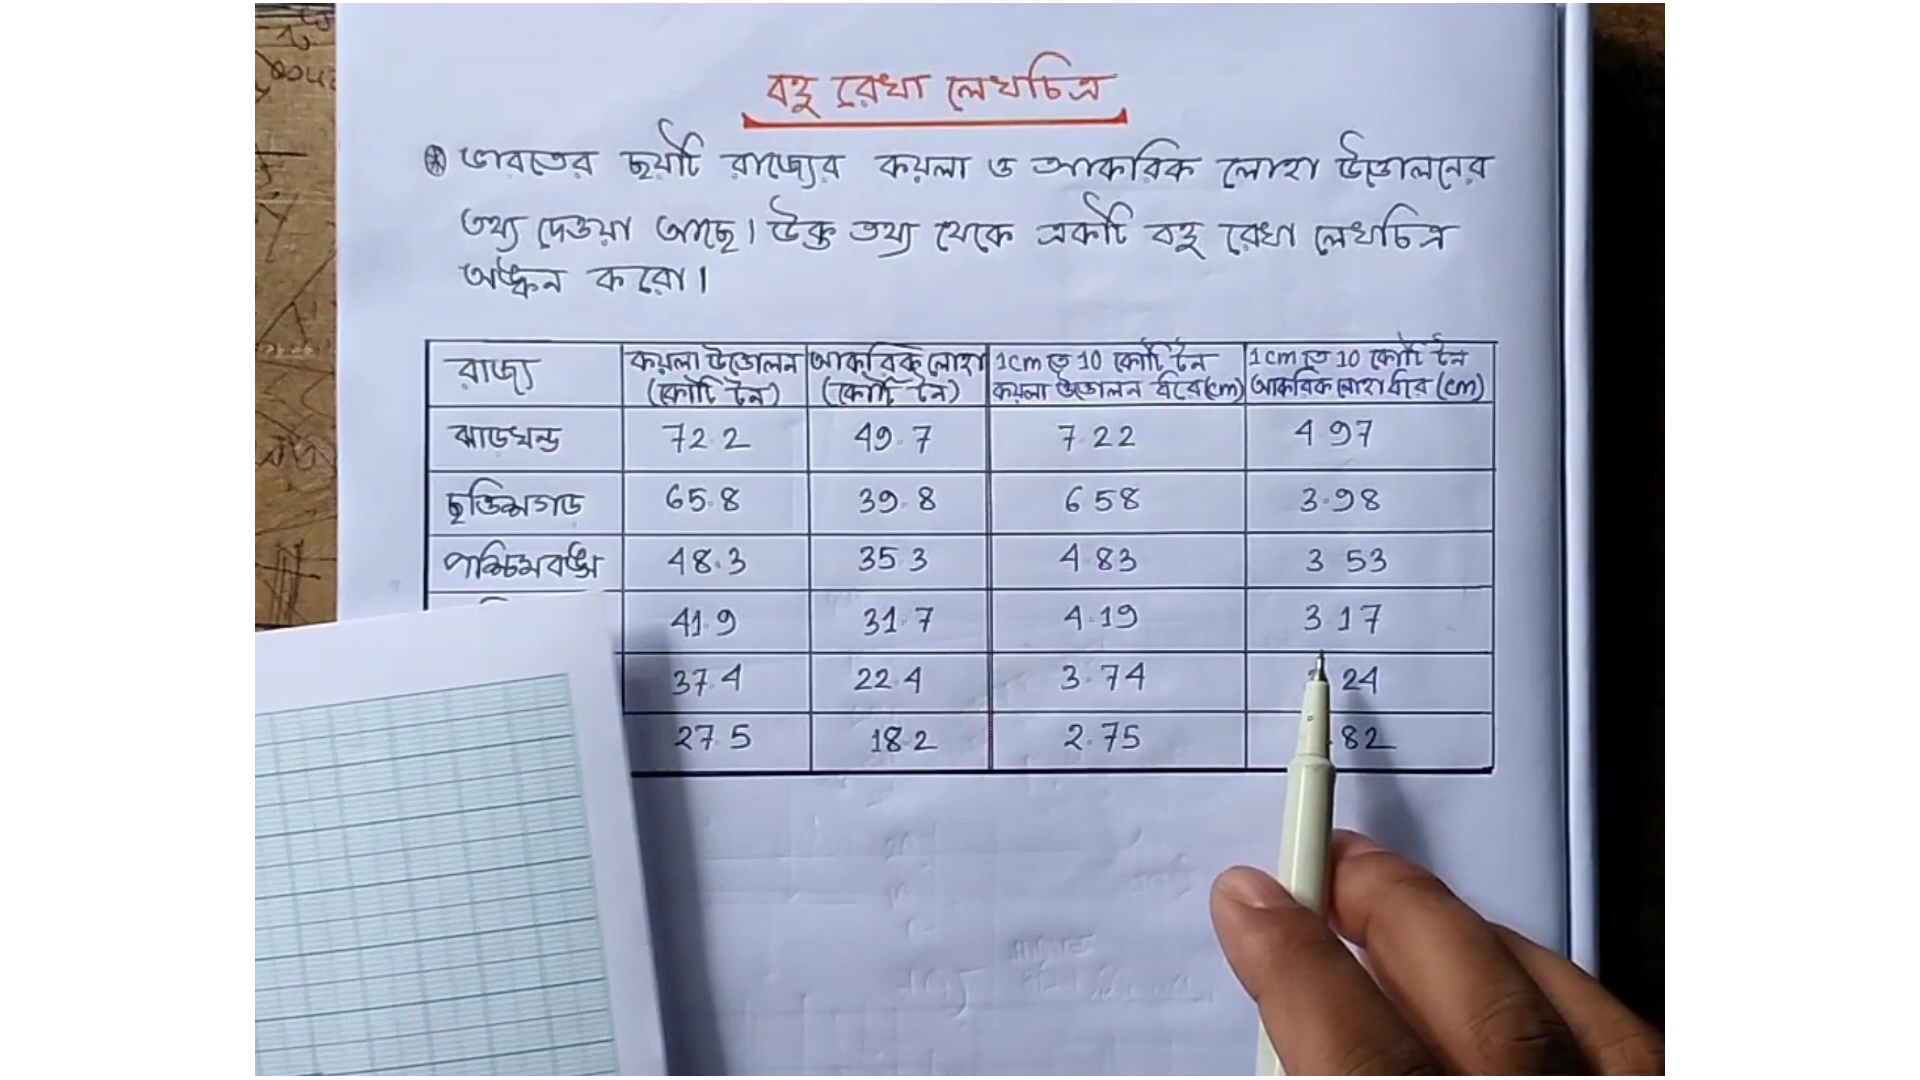 বহু রেখা লেখচিত্র
ভারতের ছয়টি রাজ্যের কয়লা ও আকরিক লোহা উত্তোলনের
তথ্য দেওয়া আছে। উক্ত তথ্য থেকে একটি বহু রেখা লেখচিত্র
অঙ্কন করো।
রাজ্য কয়লা উত্তোলন (কোটি টন) আকরিক লোহা (কোটি টন) 1cm তে 10 কোটি টন কয়লা উত্তোলন ধরে (cm) 1cm তে 10 কোটি টন আকরিক লোহা ধরে (cm)
ঝাড়খন্ড 72.2 49.7 7.22 4.97
ছত্তিশগড় 65.8 39.8 6.58 3.98
পশ্চিমবঙ্গ 48.3 35.3 4.83 3.53
41.9 31.7 4.19 3.17
37.4 22.4 3.74 24
27.5 18.2 2.75 .82